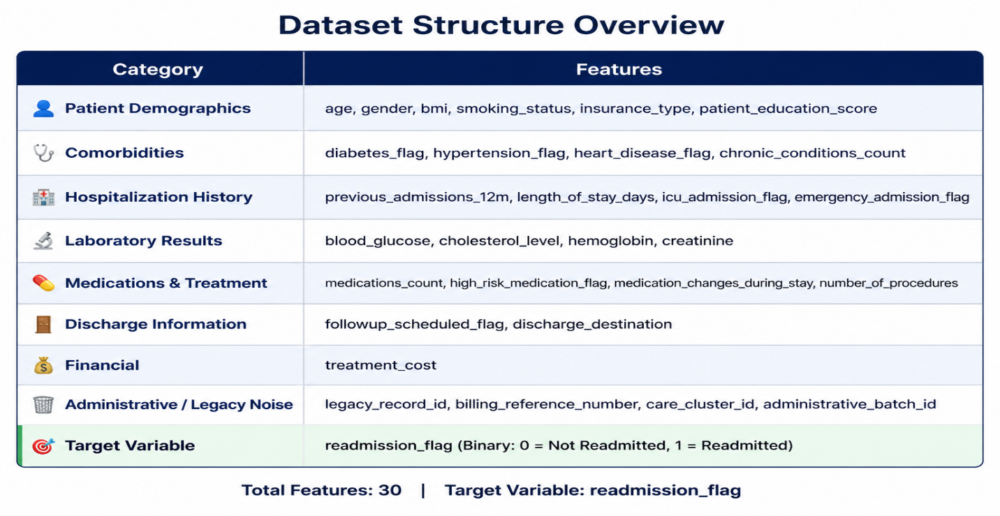 Dataset Structure Overview
Category Features
Patient Demographics age, gender, bmi, smoking_status, insurance_type, patient_education_score
Comorbidities diabetes_flag, hypertension_flag, heart_disease_flag, chronic_conditions_count
Hospitalization History previous_admissions_12m, length_of_stay_days, icu_admission_flag, emergency_admission_flag
Laboratory Results blood_glucose, cholesterol_level, hemoglobin, creatinine
Medications & Treatment medications_count, high_risk_medication_flag, medication_changes_during_stay, number_of_procedures
Discharge Information followup_scheduled_flag, discharge_destination
Financial treatment_cost
Administrative / Legacy Noise legacy_record_id, billing_reference_number, care_cluster_id, administrative_batch_id
Target Variable readmission_flag (Binary: 0 = Not Readmitted, 1 = Readmitted)
Total Features: 30 | Target Variable: readmission_flag